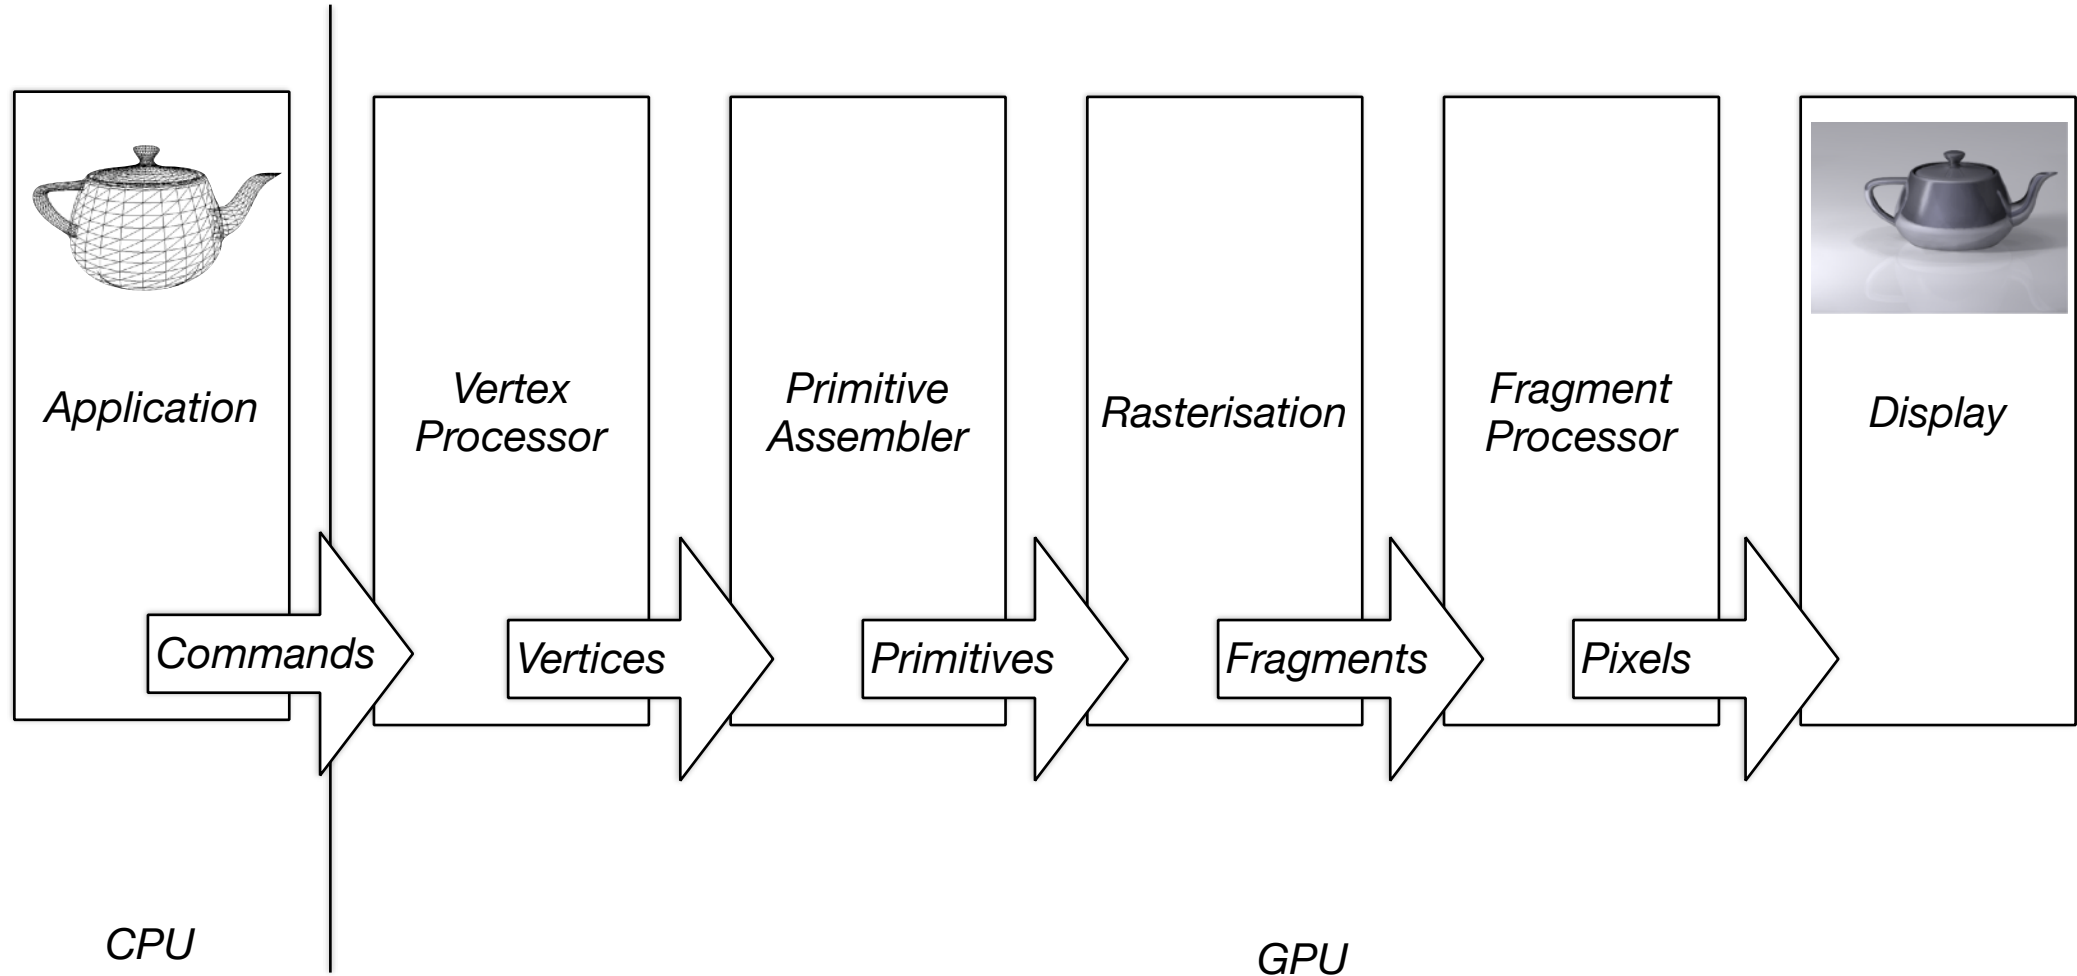 Application
Vertex
Processor
Primitive
Assembler
Rasterisation
Fragment
Processor
Display
Commands
Vertices
Primitives
Fragments
Pixels
CPU
GPU